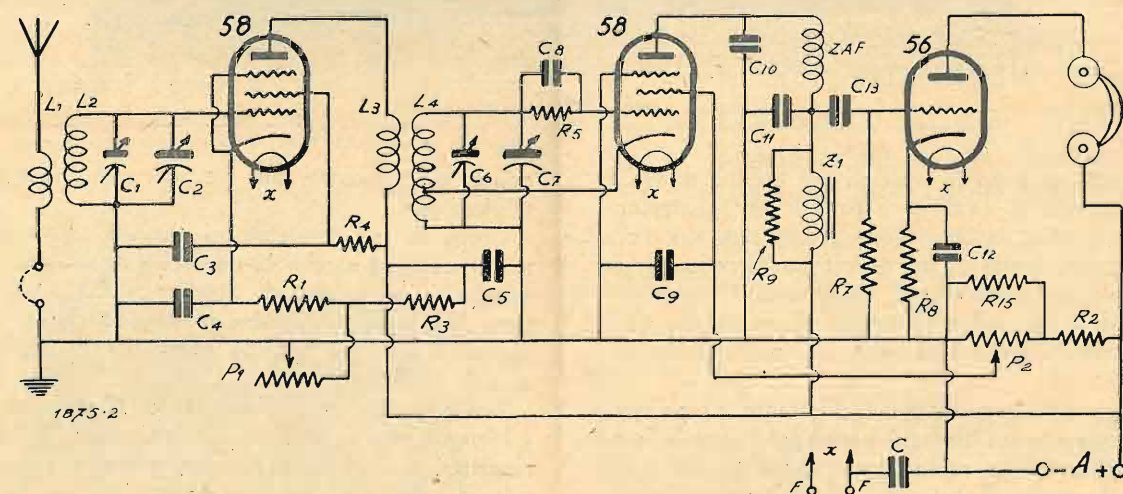 58
58
56
L1
L2
C1
C2
x
L3
L4
C8
R5
C6
C7
x
C10
ZAF
C11
C13
Z1
R9
x
C3
R4
C4
R1
R3
C5
C9
R7
R8
C12
R15
P1
P2
R2
1875·2
x
F
F
C
- A +